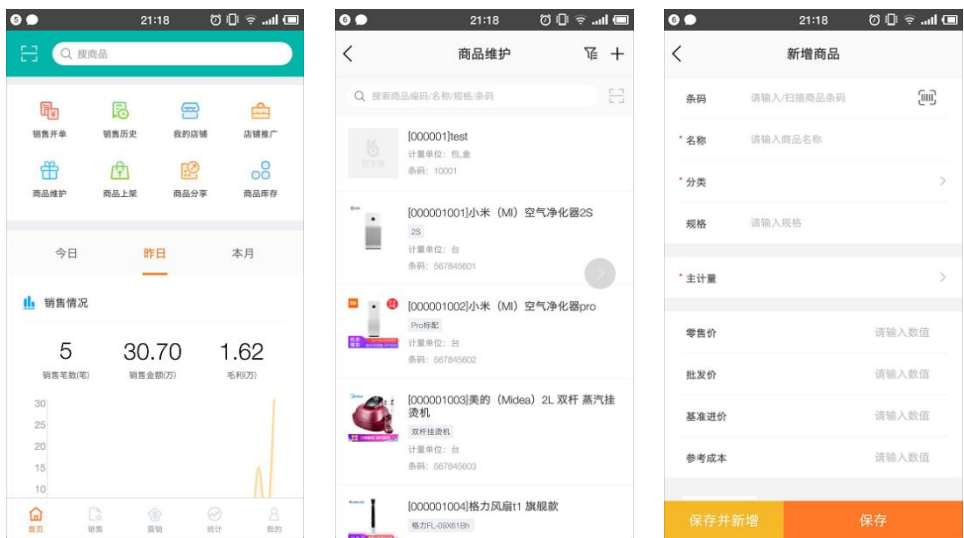 5
21:18
搜商品
销售开单
销售历史
我的店铺
店铺推广
商品维护
商品上架
商品分享
商品库存
今日
昨日
本月
销售情况
5
30.70
1.62
销售笔数(笔)
销售金额(万)
毛利(万)
30
25
20
15
10
首页
销售
营销
统计
我的
6
21:18
商品维护
搜索商品编码/名称/规格/条码
[000001]test
计量单位: 包,盒
条码: 10001
[000001001]小米（MI）空气净化器2S
2S
计量单位: 台
条码: 567845601
[000001002]小米（MI）空气净化器pro
Pro标配
计量单位: 台
条码: 567845602
[000001003]美的（Midea）2L 双杆 蒸汽挂
烫机
双杆挂烫机
计量单位: 台
条码: 567845603
[000001004]格力风扇t1 旗舰款
格力FL-09X61Bh
6
21:18
新增商品
条码
请输入/扫描商品条码
* 名称
请输入商品名称
* 分类
规格
请输入规格
* 主计量
零售价
请输入数值
批发价
请输入数值
基准进价
请输入数值
参考成本
请输入数值
保存并新增
保存